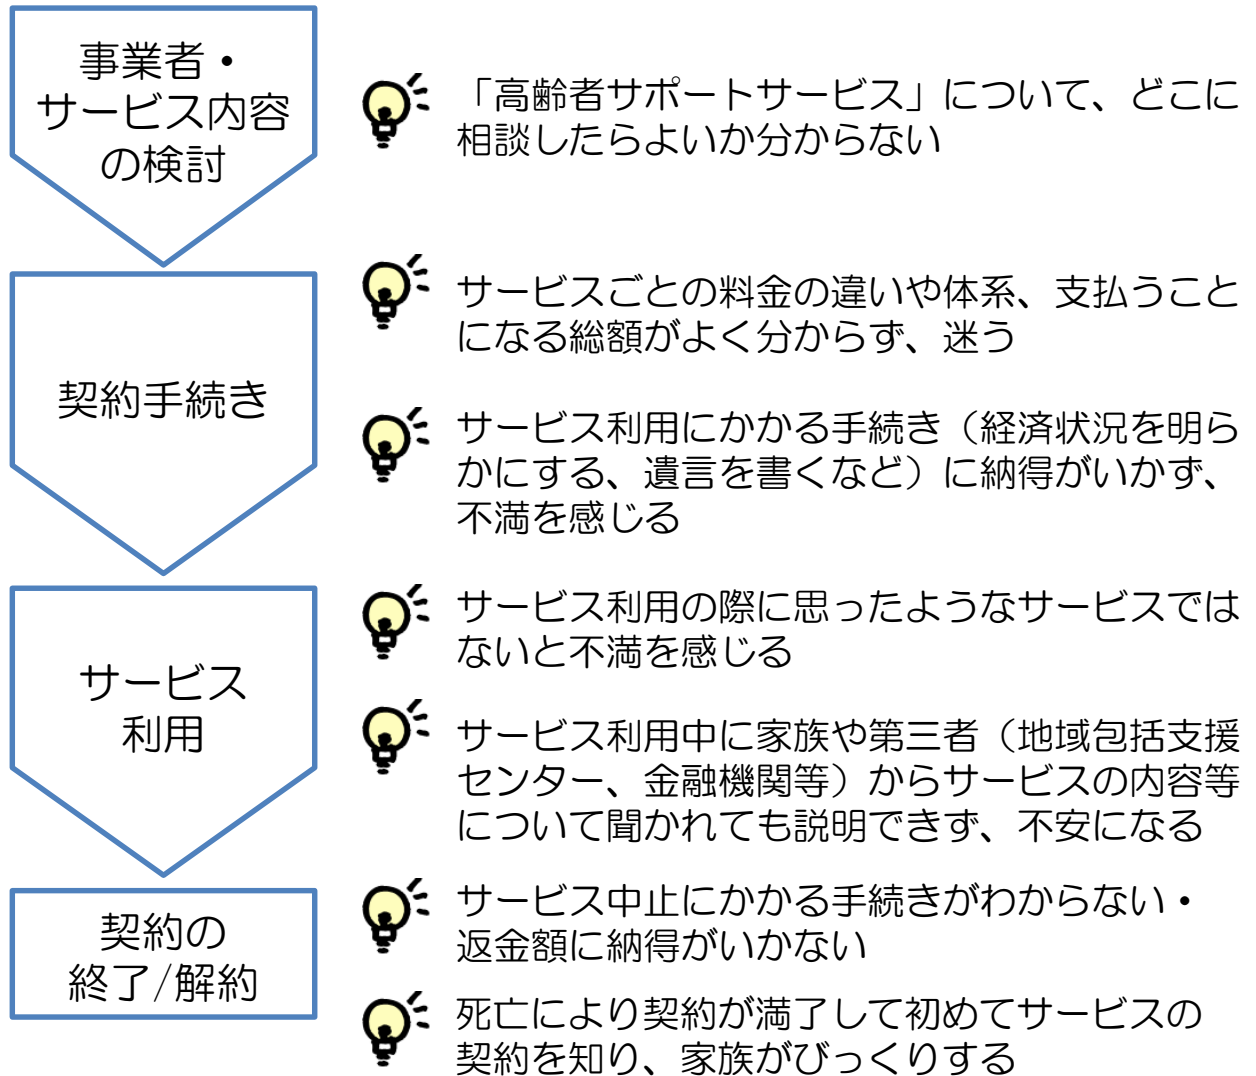 事業者・
サービス内容
の検討
「高齢者サポートサービス」について、どこに
相談したらよいか分からない
契約手続き
サービスごとの料金の違いや体系、支払うこと
になる総額がよく分からず、迷う
サービス利用にかかる手続き（経済状況を明ら
かにする、遺言を書くなど）に納得がいかず、
不満を感じる
サービス
利用
サービス利用の際に思ったようなサービスでは
ないと不満を感じる
サービス利用中に家族や第三者（地域包括支援
センター、金融機関等）からサービスの内容等
について聞かれても説明できず、不安になる
契約の
終了/解約
サービス中止にかかる手続きがわからない・
返金額に納得がいかない
死亡により契約が満了して初めてサービスの
契約を知り、家族がびっくりする